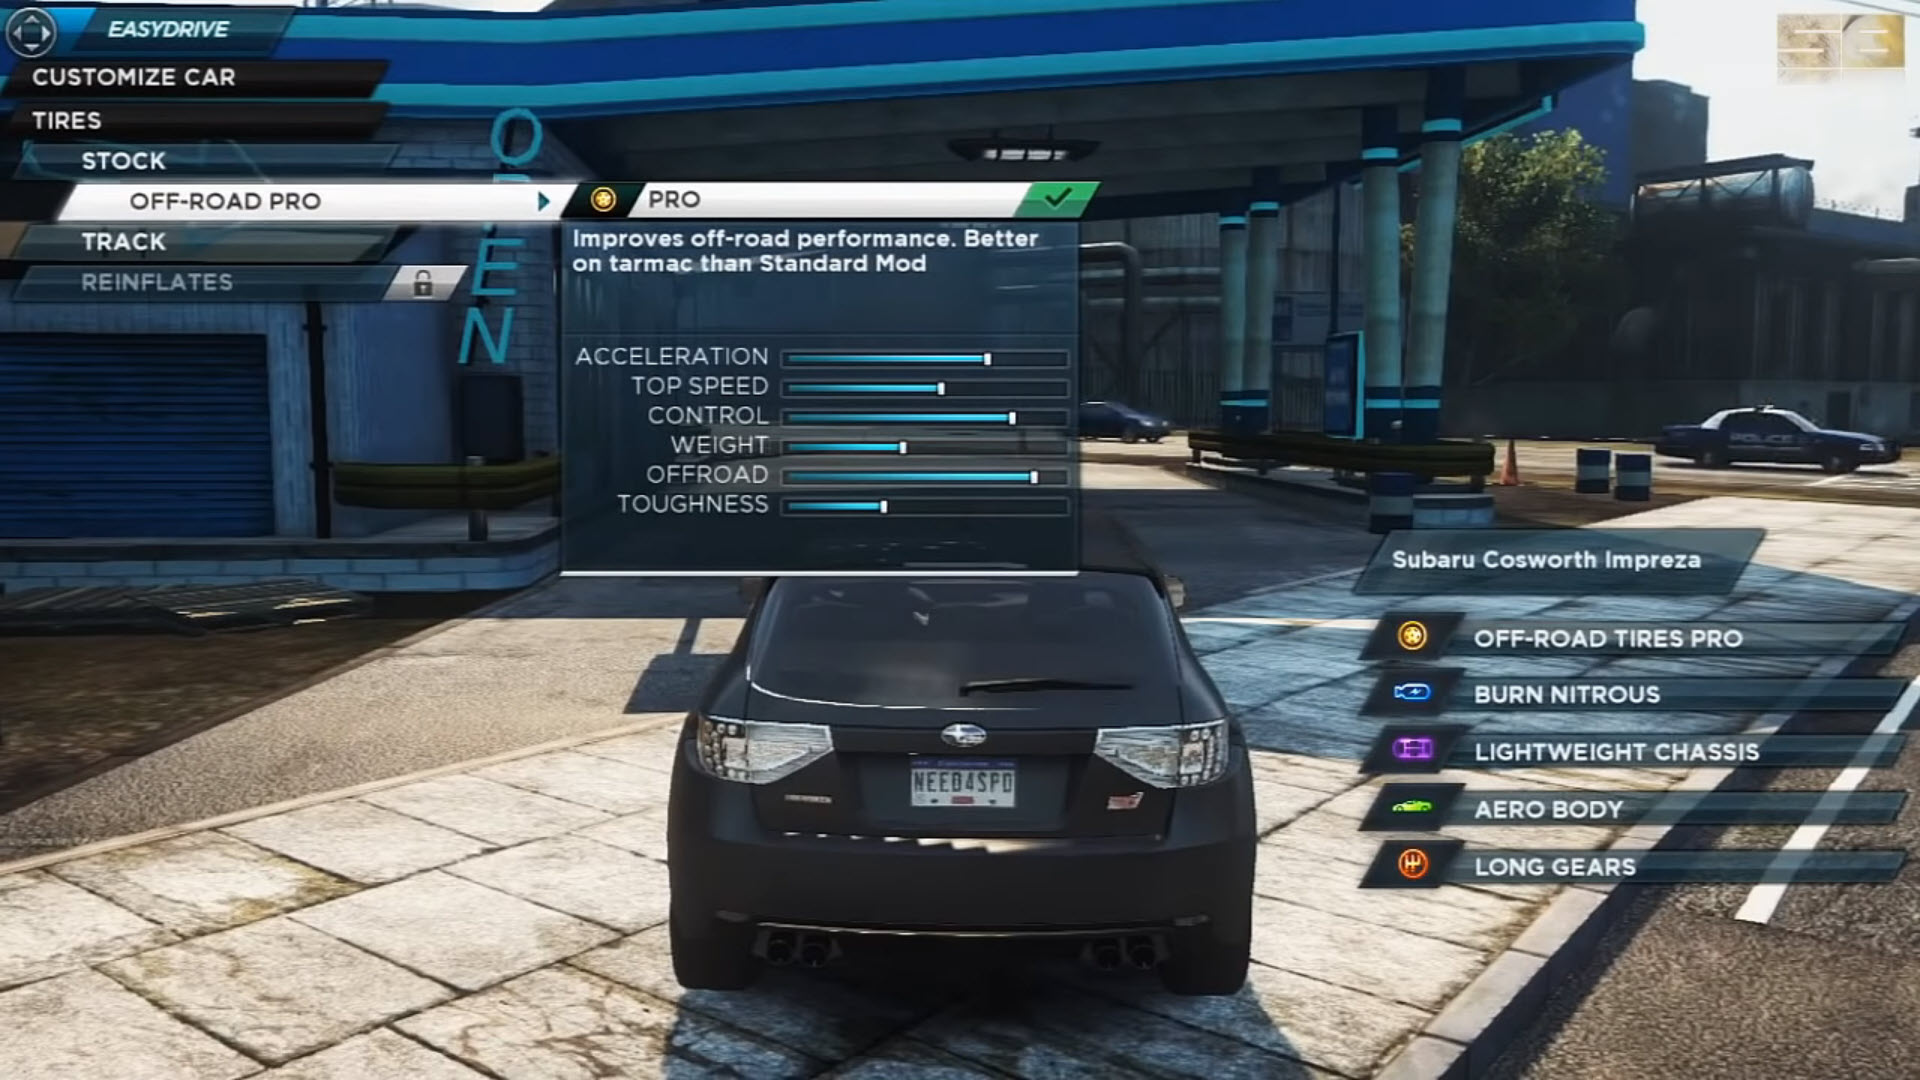 EASYDRIVE
CUSTOMIZE CAR
TIRES
STOCK
OFF-ROAD PRO
TRACK
REINFLATES
PRO
Improves off-road performance. Better
on tarmac than Standard Mod
ACCELERATION
TOP SPEED
CONTROL
WEIGHT
OFFROAD
TOUGHNESS
OPEN
POLICE
Subaru Cosworth Impreza
OFF-ROAD TIRES PRO
BURN NITROUS
LIGHTWEIGHT CHASSIS
AERO BODY
LONG GEARS
NEED4SPD